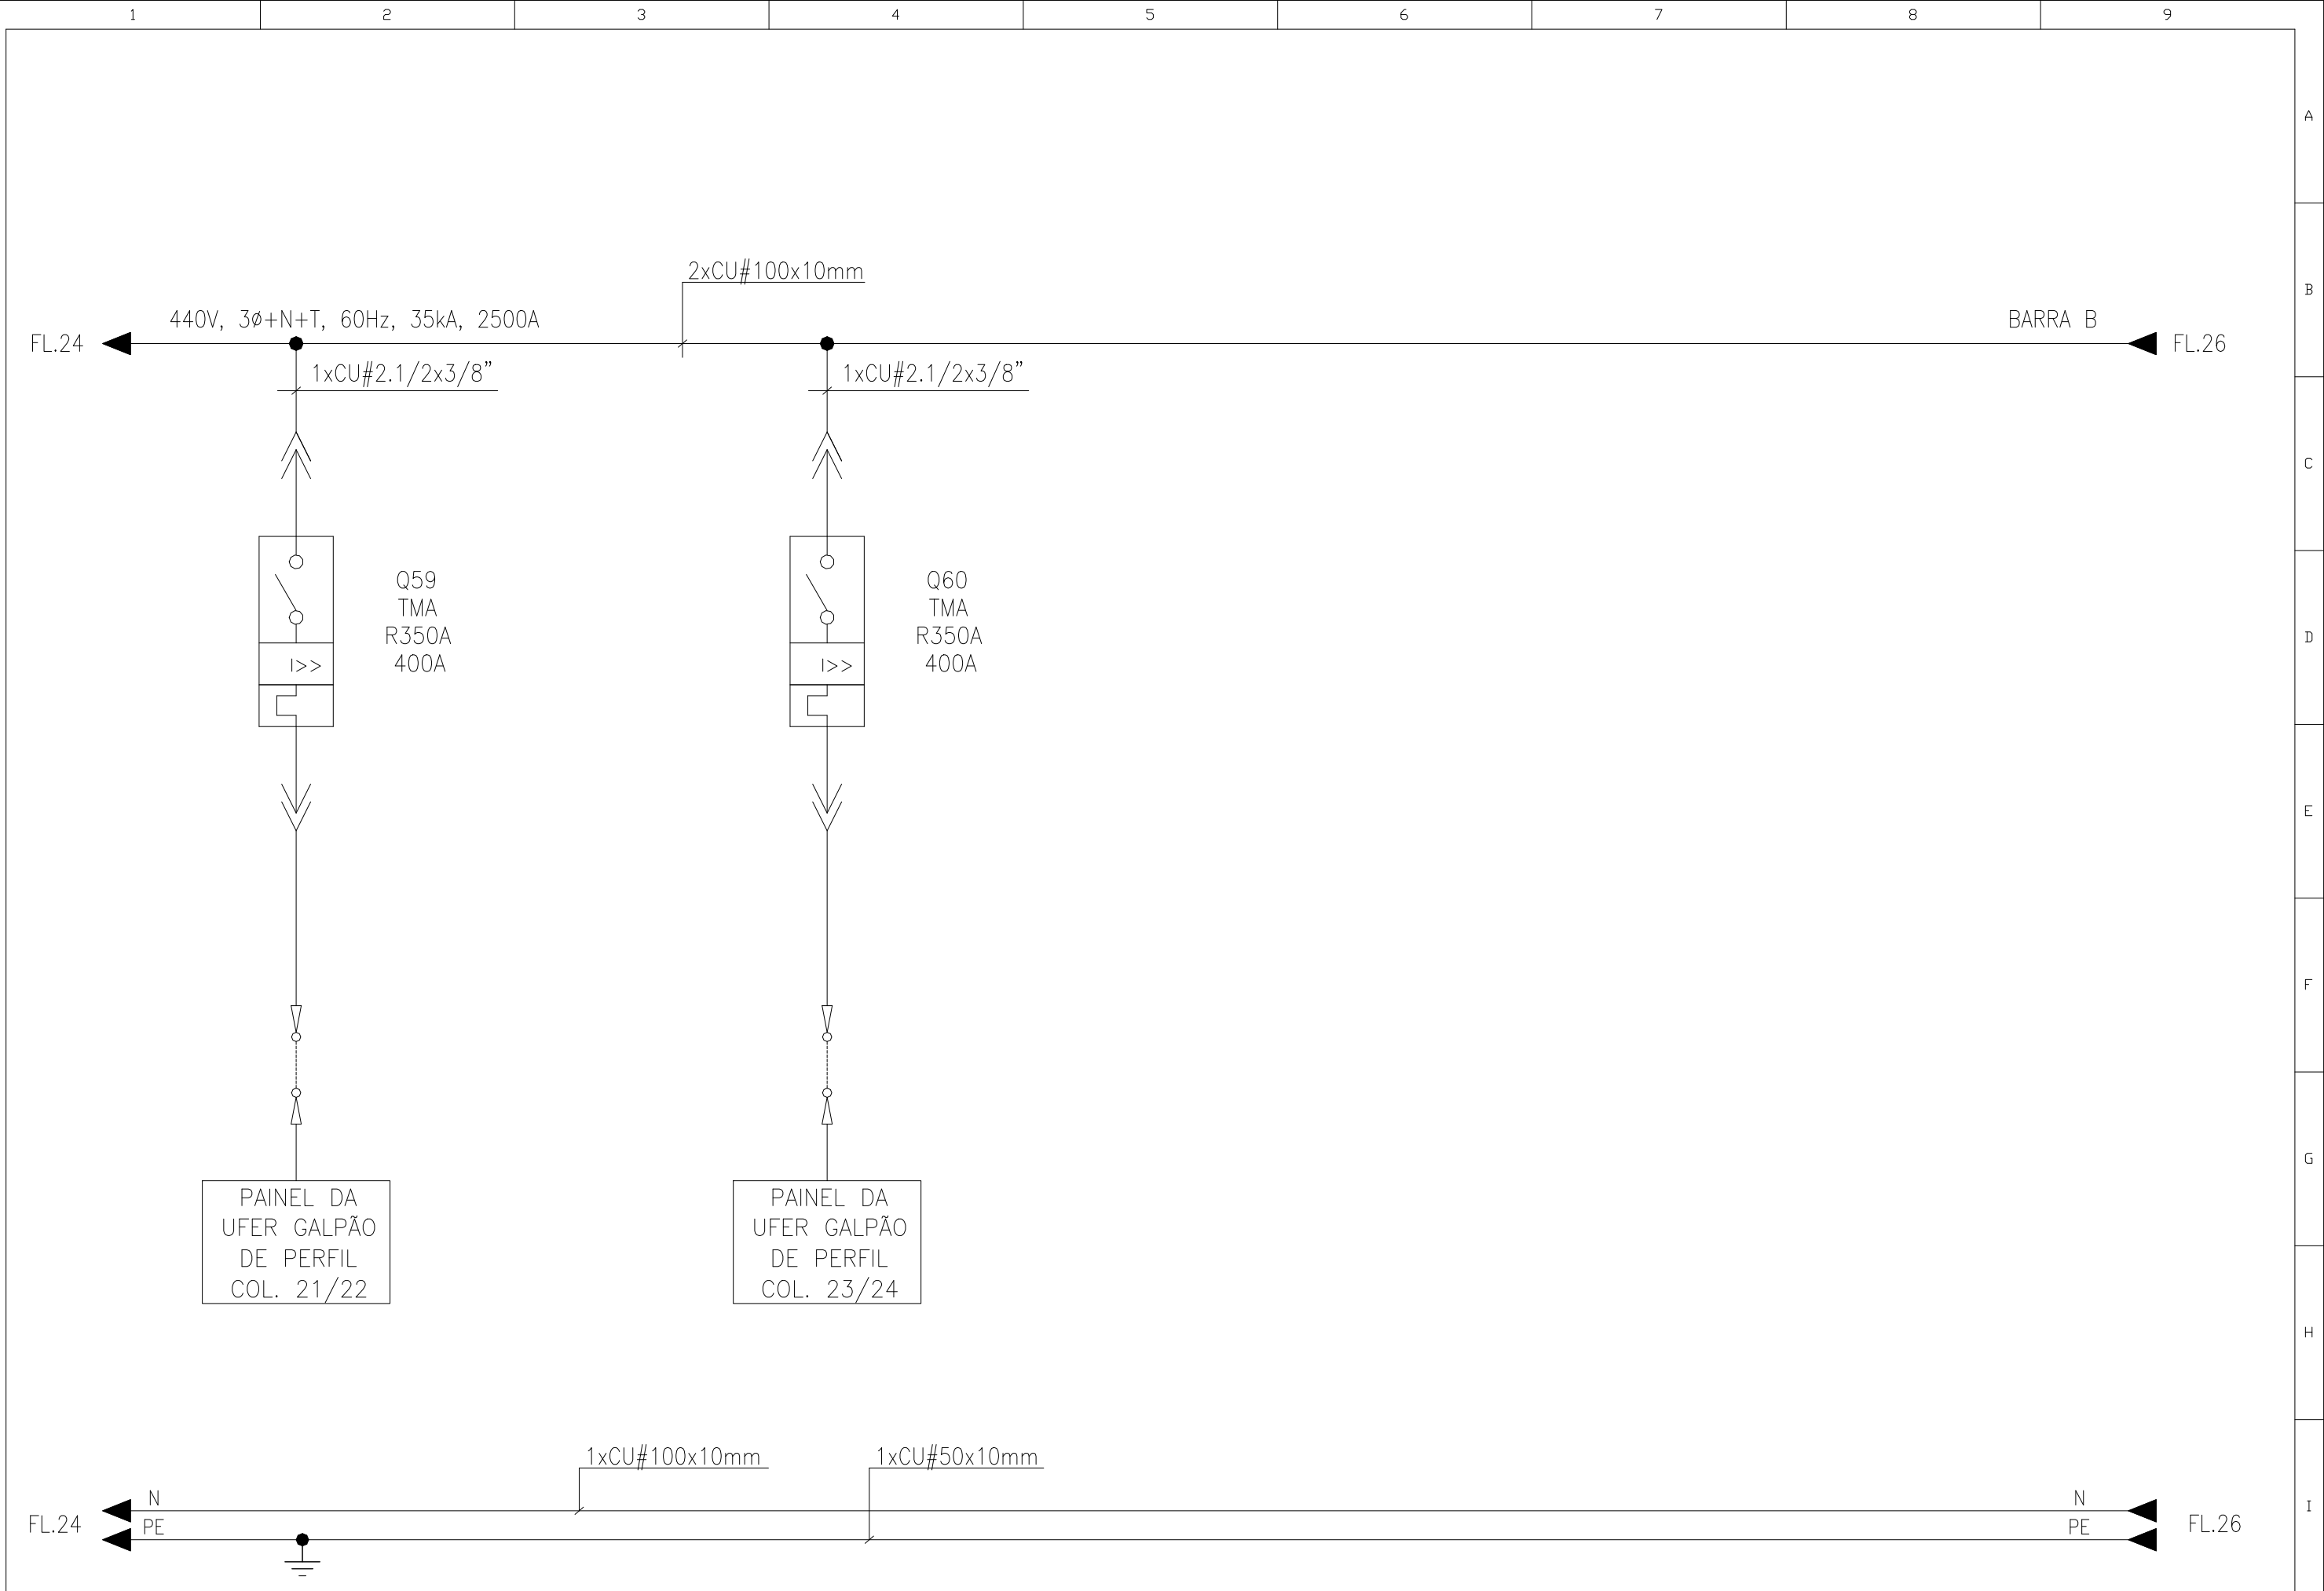 1 2 3 4 5 6 7 8 9
A
B
C
D
E
F
G
H
I
2xCU#100x10mm
440V, 3ø+N+T, 60Hz, 35kA, 2500A
BARRA B
FL.24
FL.26
1xCU#2.1/2x3/8”
1xCU#2.1/2x3/8”
Q59
TMA
R350A
400A
I>>
Q60
TMA
R350A
400A
I>>
PAINEL DA
UFER GALPÃO
DE PERFIL
COL. 21/22
PAINEL DA
UFER GALPÃO
DE PERFIL
COL. 23/24
1xCU#100x10mm
1xCU#50x10mm
N
N
FL.24
FL.26
PE
PE